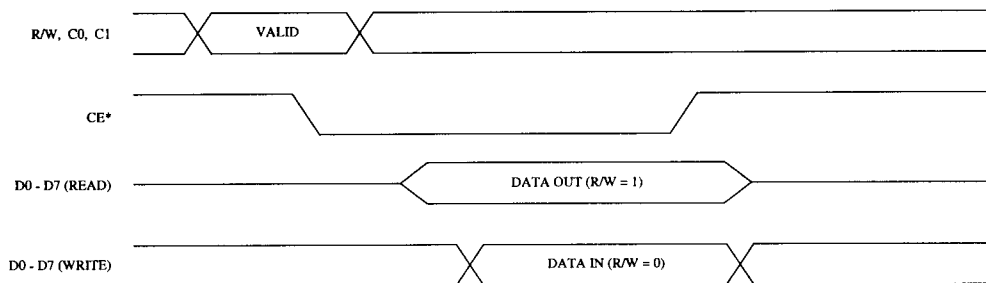 R/W, C0, C1
VALID
CE*
D0 - D7 (READ)
DATA OUT (R/W = 1)
D0 - D7 (WRITE)
DATA IN (R/W = 0)